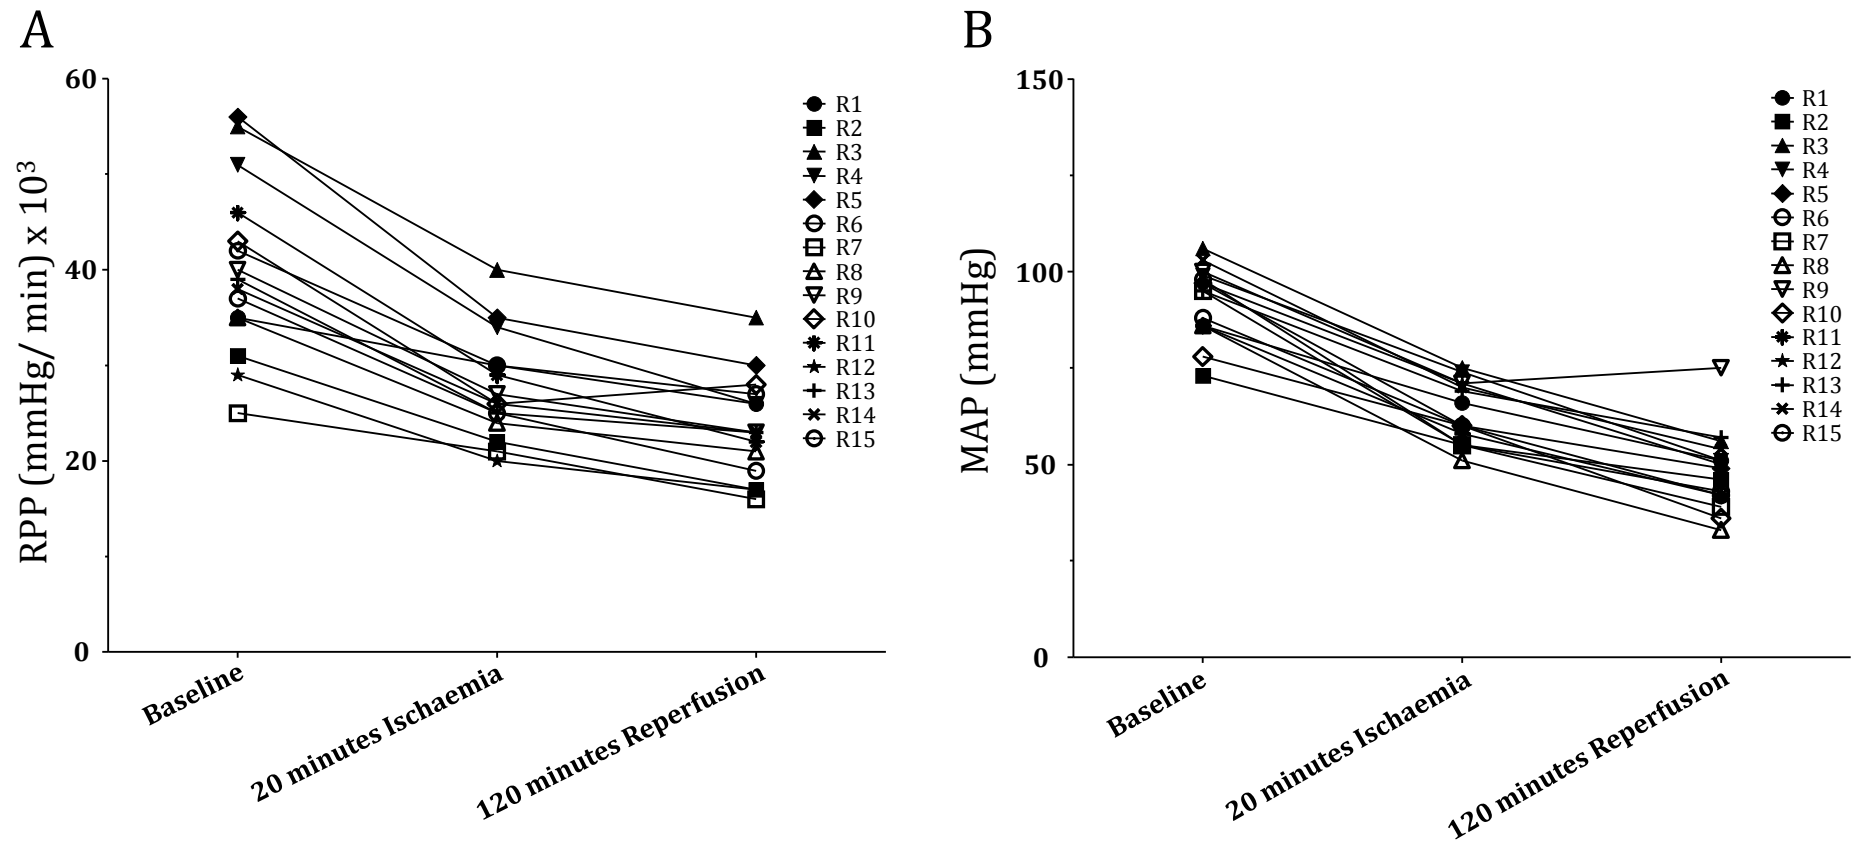 A
RPP (mmHg/ min) x 10³
60
40
20
0
Baseline
20 minutes Ischaemia
120 minutes Reperfusion
R1
R2
R3
R4
R5
R6
R7
R8
R9
R10
R11
R12
R13
R14
R15
B
MAP (mmHg)
150
100
50
0
Baseline
20 minutes Ischaemia
120 minutes Reperfusion
R1
R2
R3
R4
R5
R6
R7
R8
R9
R10
R11
R12
R13
R14
R15